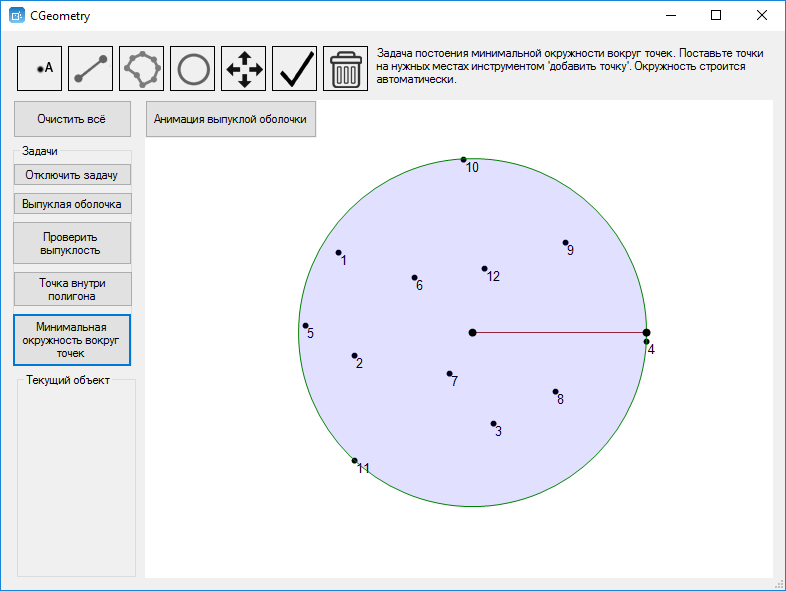 CGeometry
A
Задача постоения минимальной окружности вокруг точек. Поставьте точки
на нужных местах инструментом 'добавить точку'. Окружность строится
автоматически.
Очистить всё
Анимация выпуклой оболочки
Задачи
Отключить задачу
Выпуклая оболочка
Проверить
выпуклость
Точка внутри
полигона
Минимальная
окружность вокруг
точек
Текущий объект
10
9
1
12
6
5
4
2
7
8
3
11